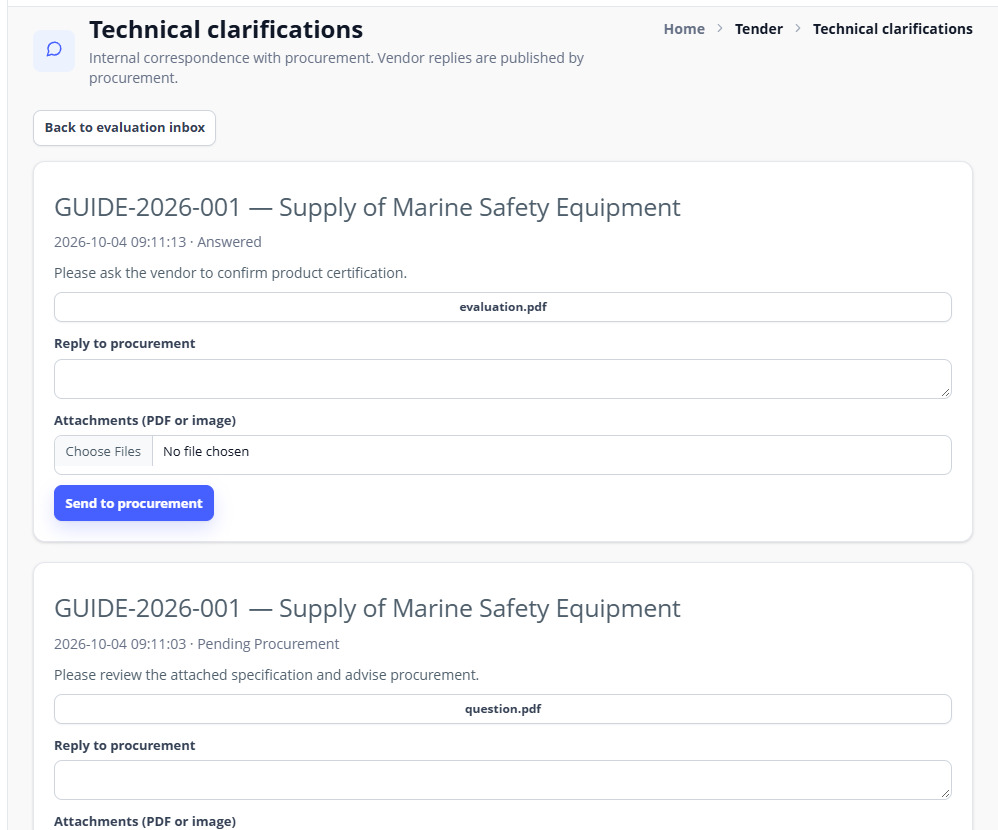 Technical clarifications
Home > Tender > Technical clarifications
Internal correspondence with procurement. Vendor replies are published by
procurement.
Back to evaluation inbox
GUIDE-2026-001 — Supply of Marine Safety Equipment
2026-10-04 09:11:13 · Answered
Please ask the vendor to confirm product certification.
evaluation.pdf
Reply to procurement
Attachments (PDF or image)
Choose Files No file chosen
Send to procurement
GUIDE-2026-001 — Supply of Marine Safety Equipment
2026-10-04 09:11:03 · Pending Procurement
Please review the attached specification and advise procurement.
question.pdf
Reply to procurement
Attachments (PDF or image)